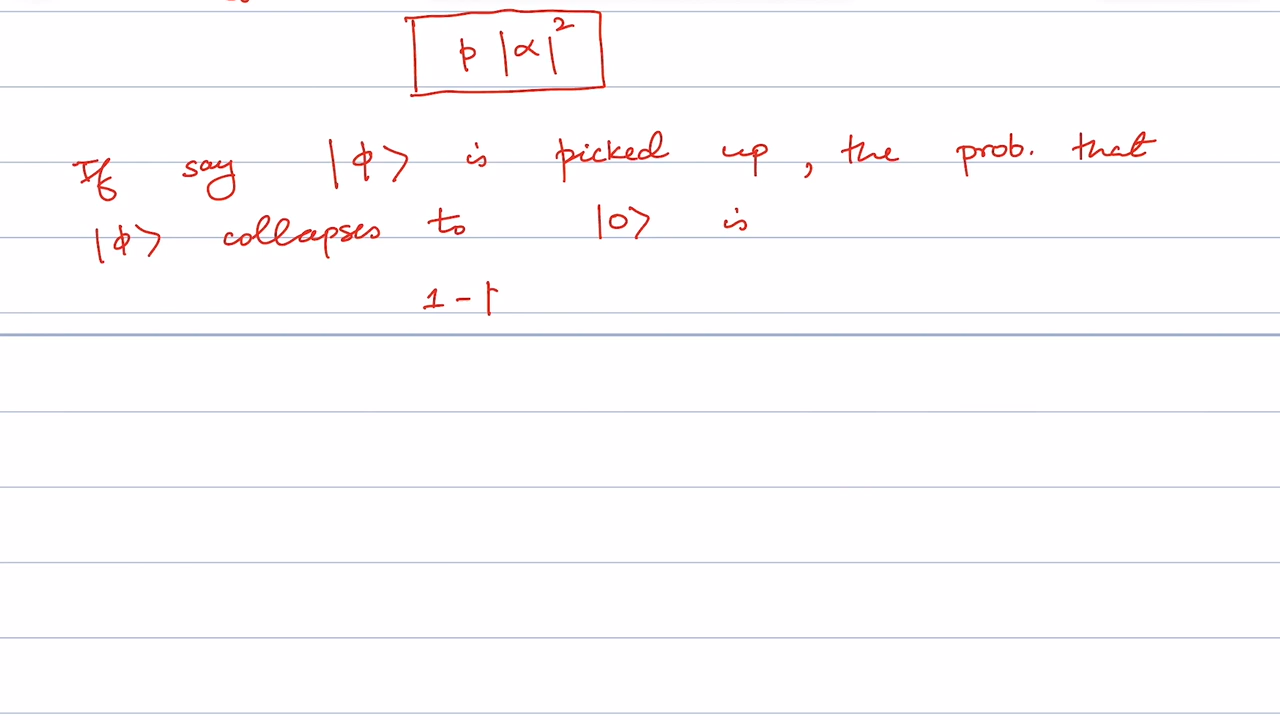 p |α|²
If say |ϕ> is picked up, the prob. that
|ϕ> collapses to |0> is
1 -